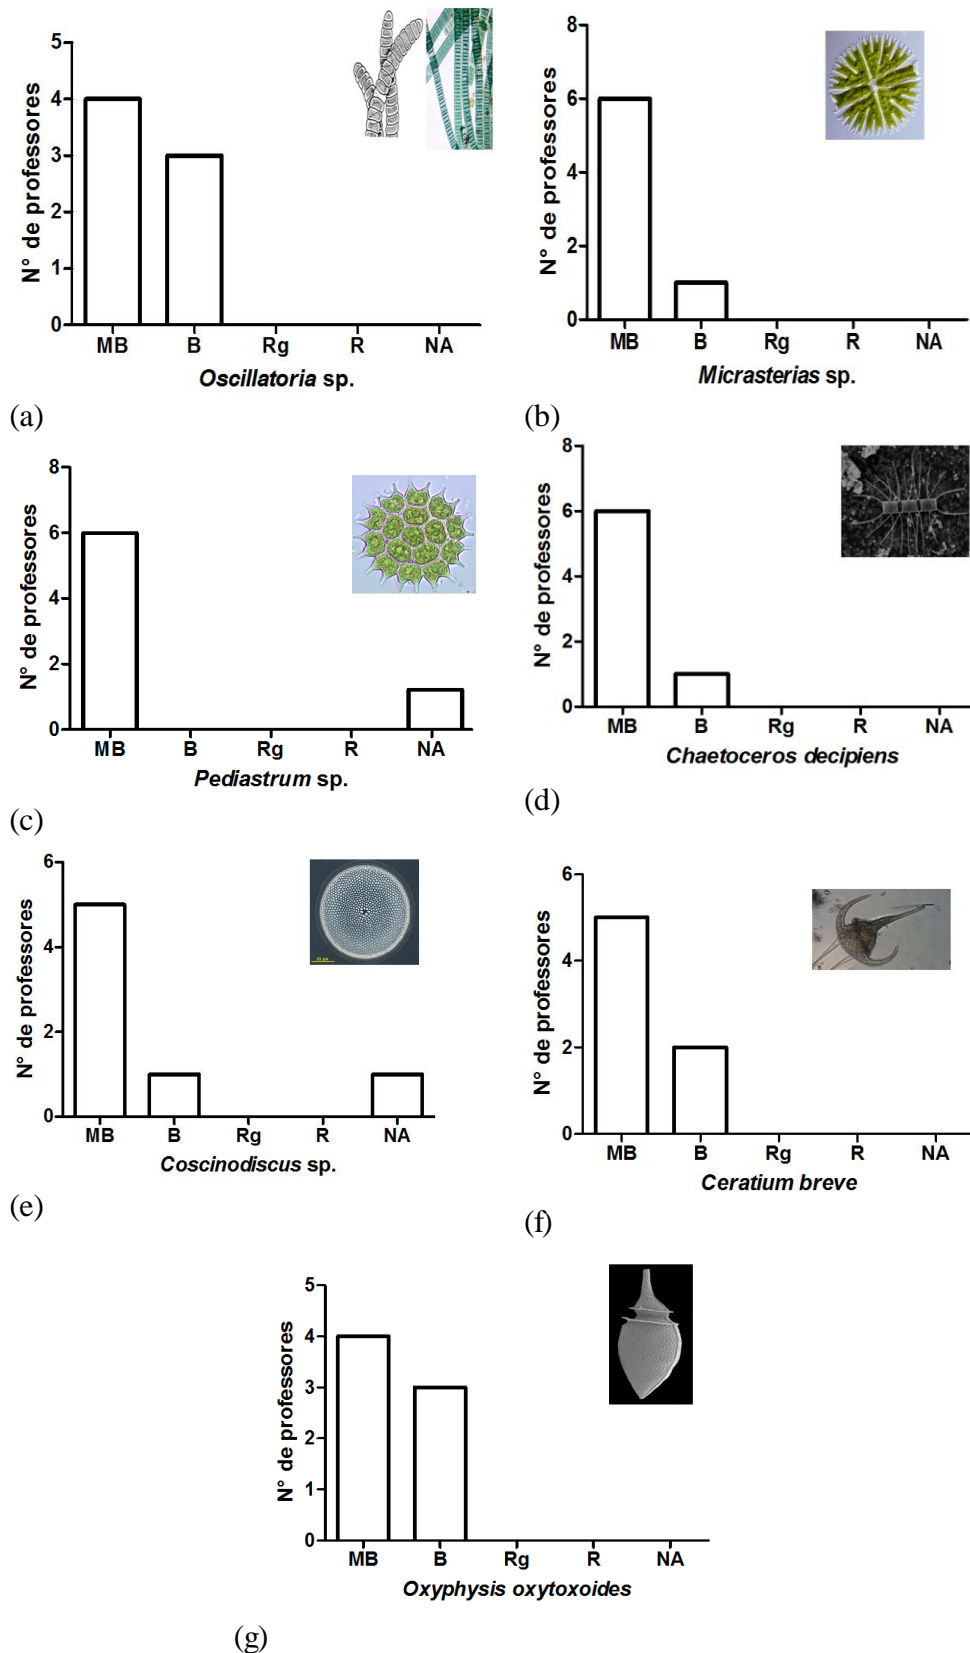 5
4
3
2
1
0
N° de professores
MB B Rg R NA
Oscillatoria sp.
(a)
8
6
4
2
0
N° de professores
MB B Rg R NA
Micrasterias sp.
(b)
8
6
4
2
0
N° de professores
MB B Rg R NA
Pediastrum sp.
(c)
8
6
4
2
0
N° de professores
MB B Rg R NA
Chaetoceros decipiens
(d)
6
4
2
0
N° de professores
MB B Rg R NA
Coscinodiscus sp.
(e)
6
4
2
0
N° de professores
MB B Rg R NA
Ceratium breve
(f)
5
4
3
2
1
0
N° de professores
MB B Rg R NA
Oxyphysis oxytoxoides
(g)